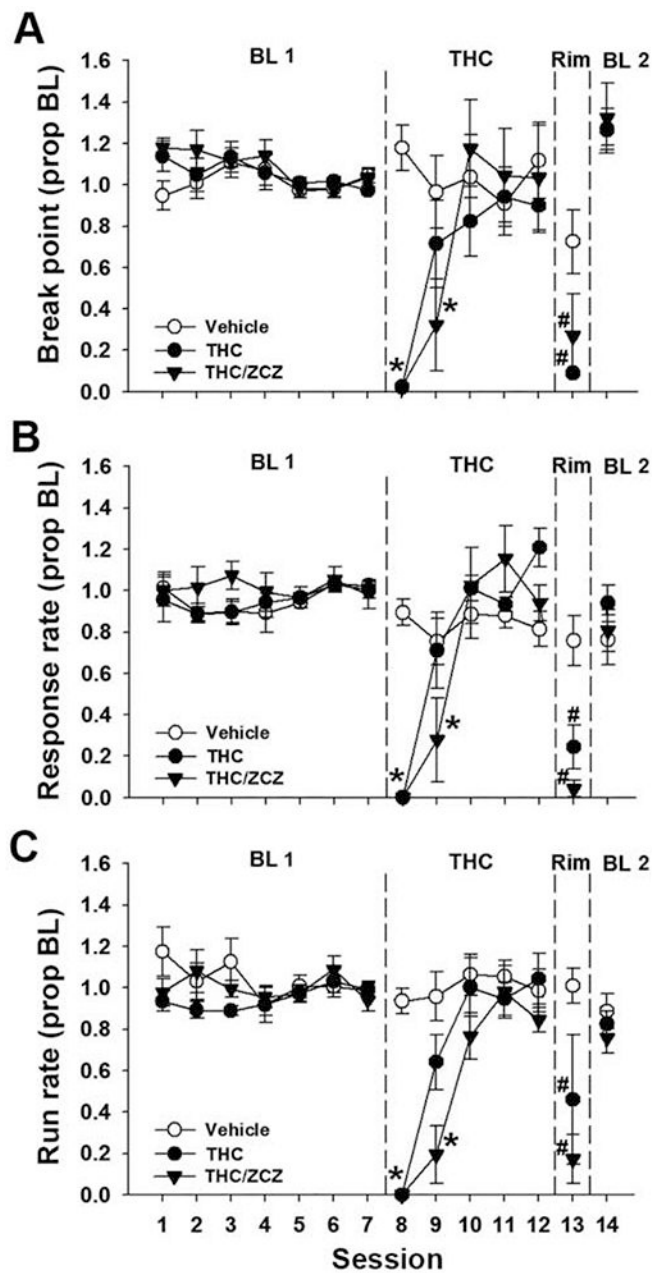 A
BL 1 THC Rim BL 2
Break point (prop BL)
1.6
1.4
1.2
1.0
0.8
0.6
0.4
0.2
0.0
Vehicle
THC
THC/ZCZ
* *
#
#
B
BL 1 THC Rim BL 2
Response rate (prop BL)
1.6
1.4
1.2
1.0
0.8
0.6
0.4
0.2
0.0
Vehicle
THC
THC/ZCZ
* *
#
#
C
BL 1 THC Rim BL 2
Run rate (prop BL)
1.6
1.4
1.2
1.0
0.8
0.6
0.4
0.2
0.0
Vehicle
THC
THC/ZCZ
* *
#
#
1 2 3 4 5 6 7 8 9 10 11 12 13 14
Session